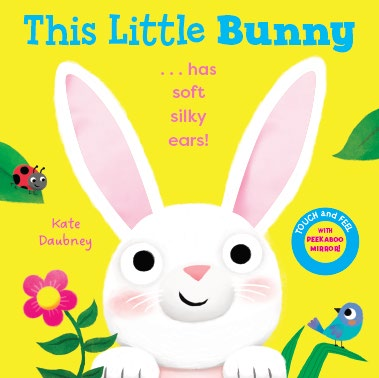 This Little Bunny
. . . has
soft
silky
ears!
Kate
Daubney
TOUCH and FEEL
WITH
PEEKABOO
MIRROR!